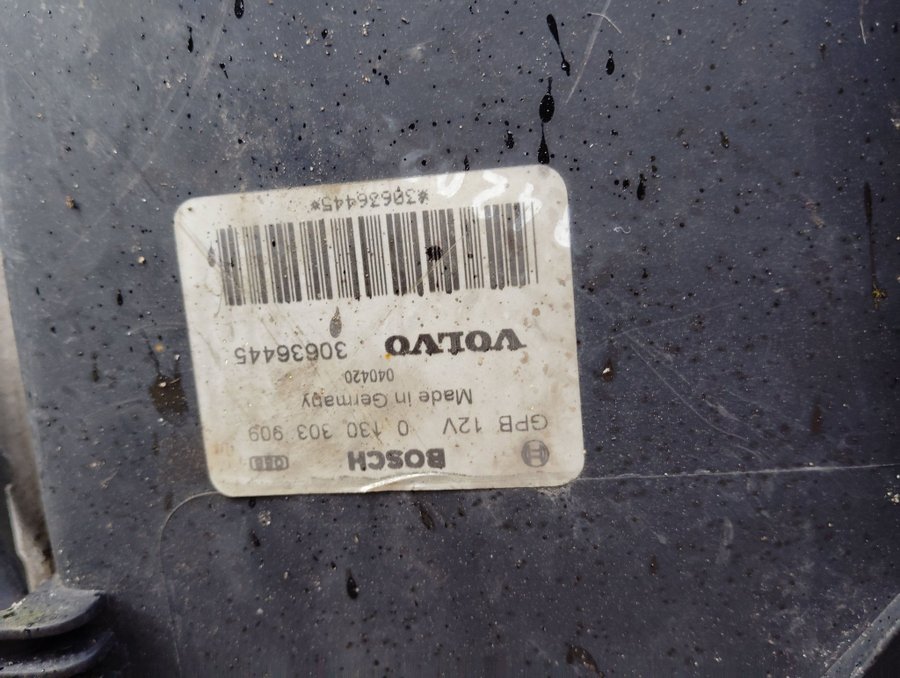 BOSCH
GPB 12V 0 130 303 909
Made in Germany
040420
VOLVO 30636445
*30636445*